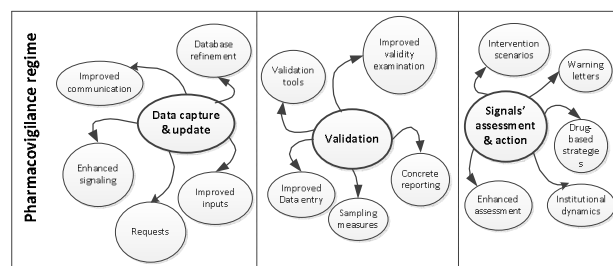 Pharmacovigilance regime
Database
refinement
Improved
communication
Data capture
& update
Enhanced
signaling
Improved
inputs
Requests
Improved
validity
examination
Validation
tools
Validation
Concrete
reporting
Improved
Data entry
Sampling
measures
Intervention
scenarios
Warning
letters
Signals’
assessment
& action
Drug-
based
strategie
s
Enhanced
assessment
Institutional
dynamics